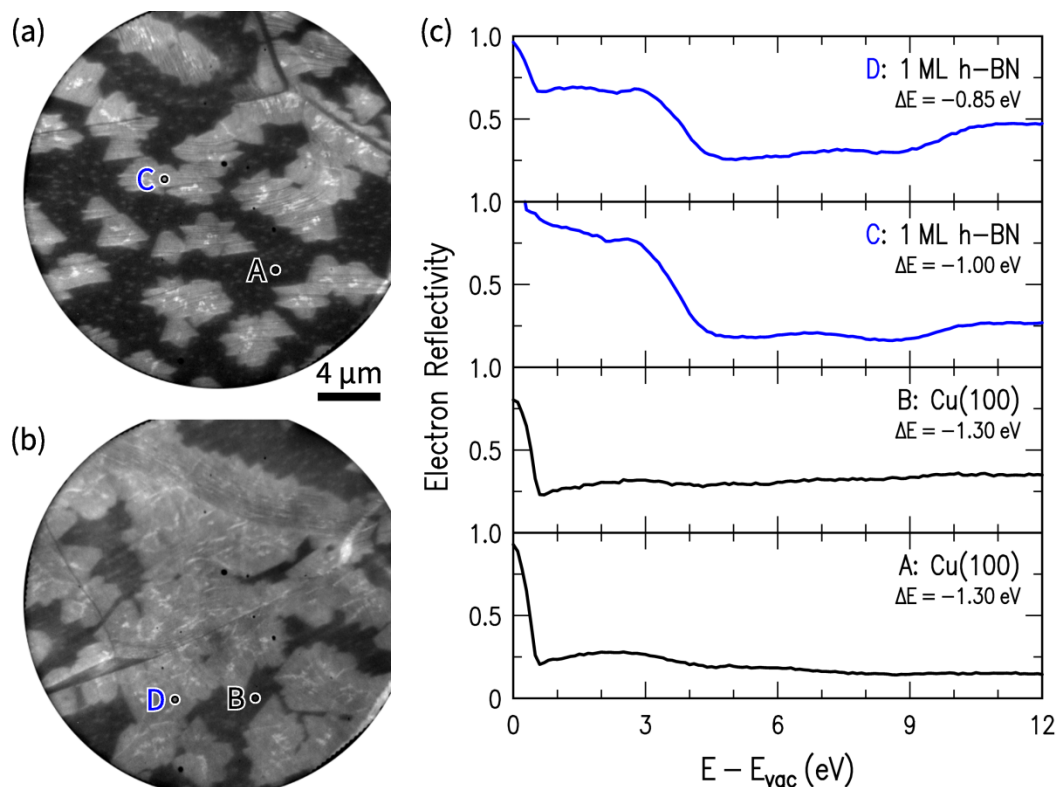 (a)
C
A
4 μm
(b)
D
B
(c)
Electron Reflectivity
1.0
0.5
D: 1 ML h−BN
ΔE = −0.85 eV
1.0
0.5
C: 1 ML h−BN
ΔE = −1.00 eV
1.0
0.5
B: Cu(100)
ΔE = −1.30 eV
1.0
0.5
0
A: Cu(100)
ΔE = −1.30 eV
0 3 6 9 12
E − Evac (eV)